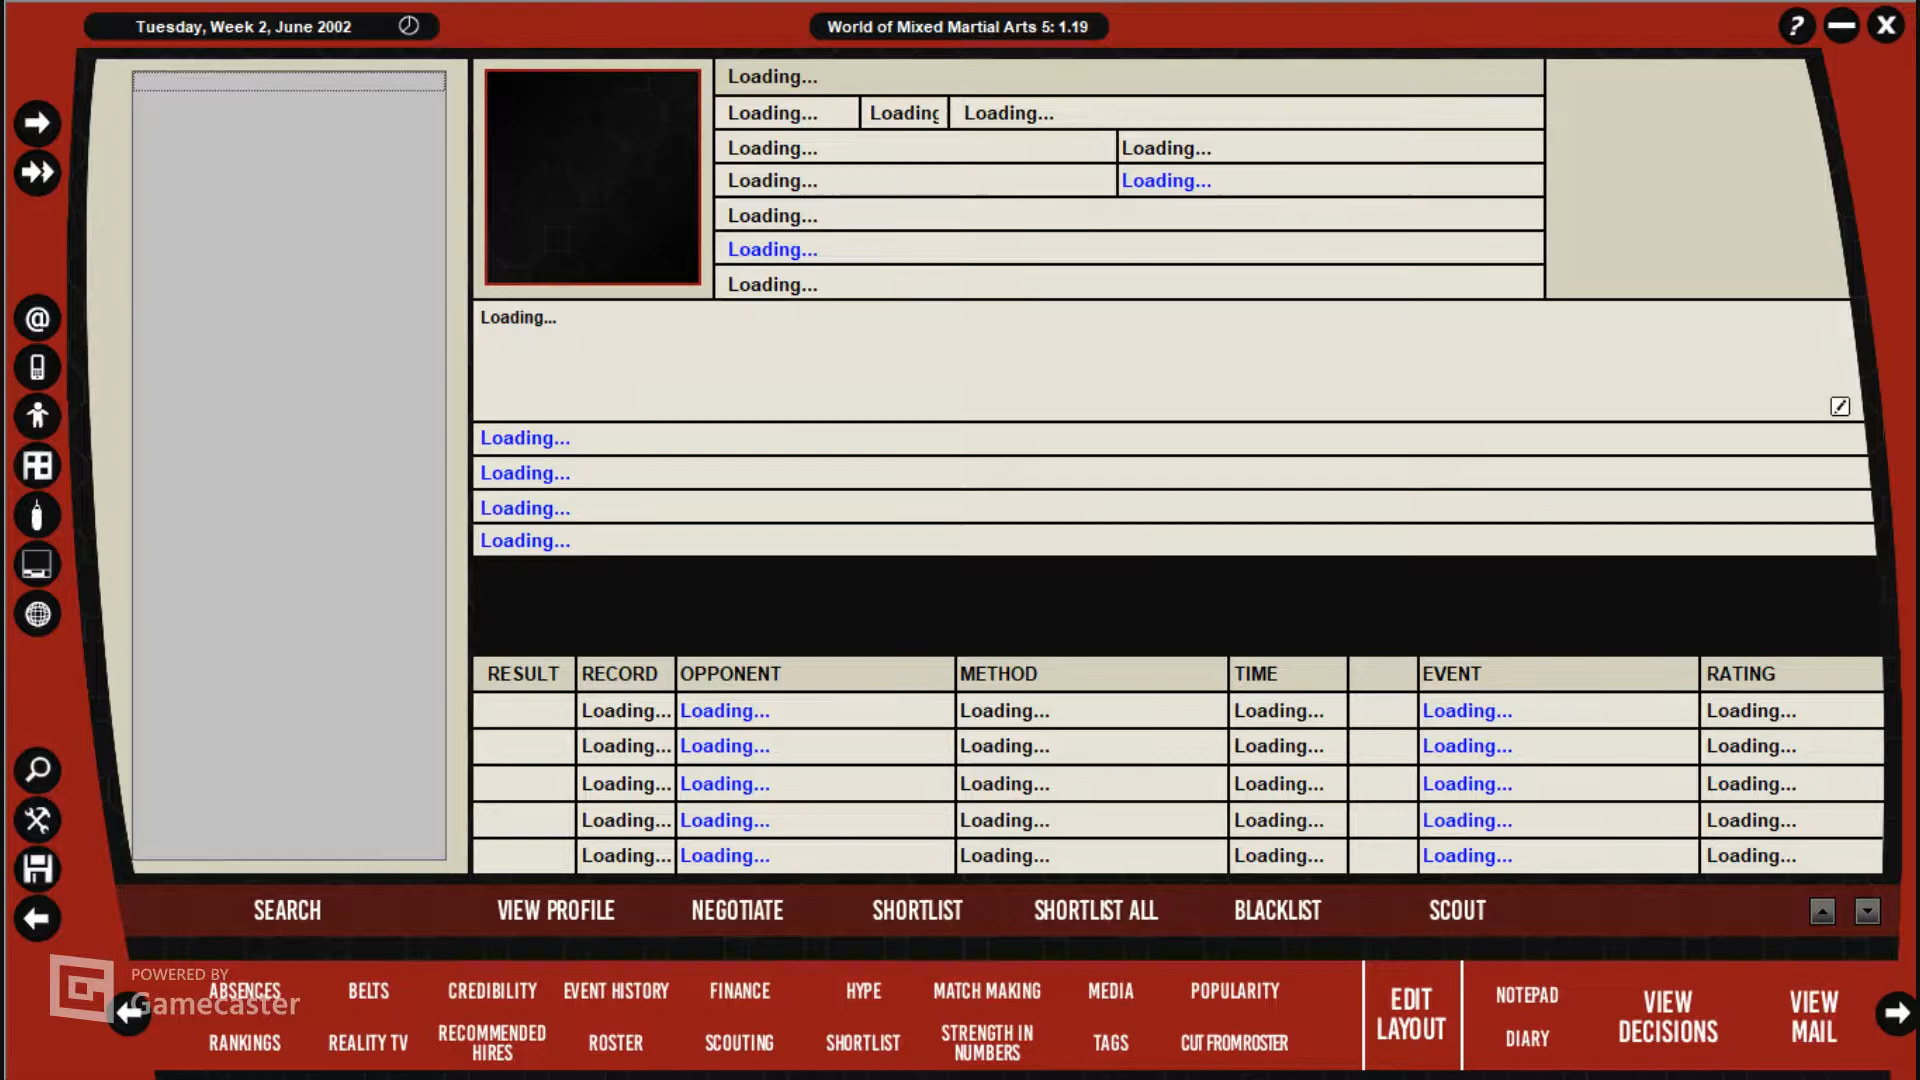 Tuesday, Week 2, June 2002
World of Mixed Martial Arts 5: 1.19
?
X
Loading...
Loading... Loading Loading...
Loading... Loading...
Loading... Loading...
Loading...
Loading...
Loading...
Loading...
Loading...
Loading...
Loading...
Loading...
RESULT RECORD OPPONENT METHOD TIME EVENT RATING
Loading... Loading... Loading... Loading... Loading... Loading...
Loading... Loading... Loading... Loading... Loading... Loading...
Loading... Loading... Loading... Loading... Loading... Loading...
Loading... Loading... Loading... Loading... Loading... Loading...
Loading... Loading... Loading... Loading... Loading... Loading...
SEARCH VIEW PROFILE NEGOTIATE SHORTLIST SHORTLIST ALL BLACKLIST SCOUT
POWERED BY
Gamecaster
ABSENCES BELTS CREDIBILITY EVENT HISTORY FINANCE HYPE MATCH MAKING MEDIA POPULARITY
RANKINGS REALITY TV RECOMMENDED HIRES ROSTER SCOUTING SHORTLIST STRENGTH IN NUMBERS TAGS CUT FROM ROSTER
EDIT
LAYOUT
NOTEPAD
DIARY
VIEW
DECISIONS
VIEW
MAIL